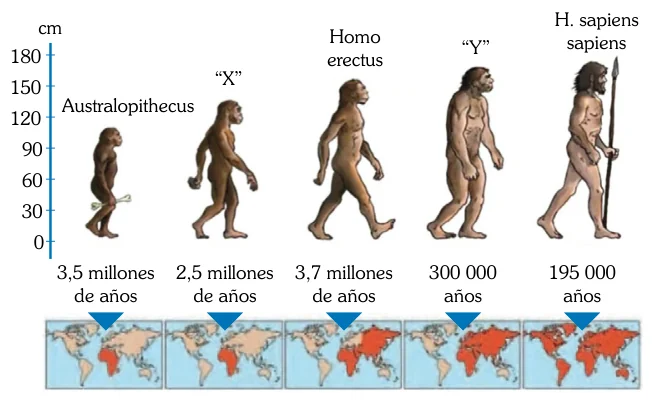 cm
180
150
120
90
60
30
0
Australopithecus
“X”
Homo
erectus
“Y”
H. sapiens
sapiens
3,5 millones
de años
2,5 millones
de años
3,7 millones
de años
300 000
años
195 000
años